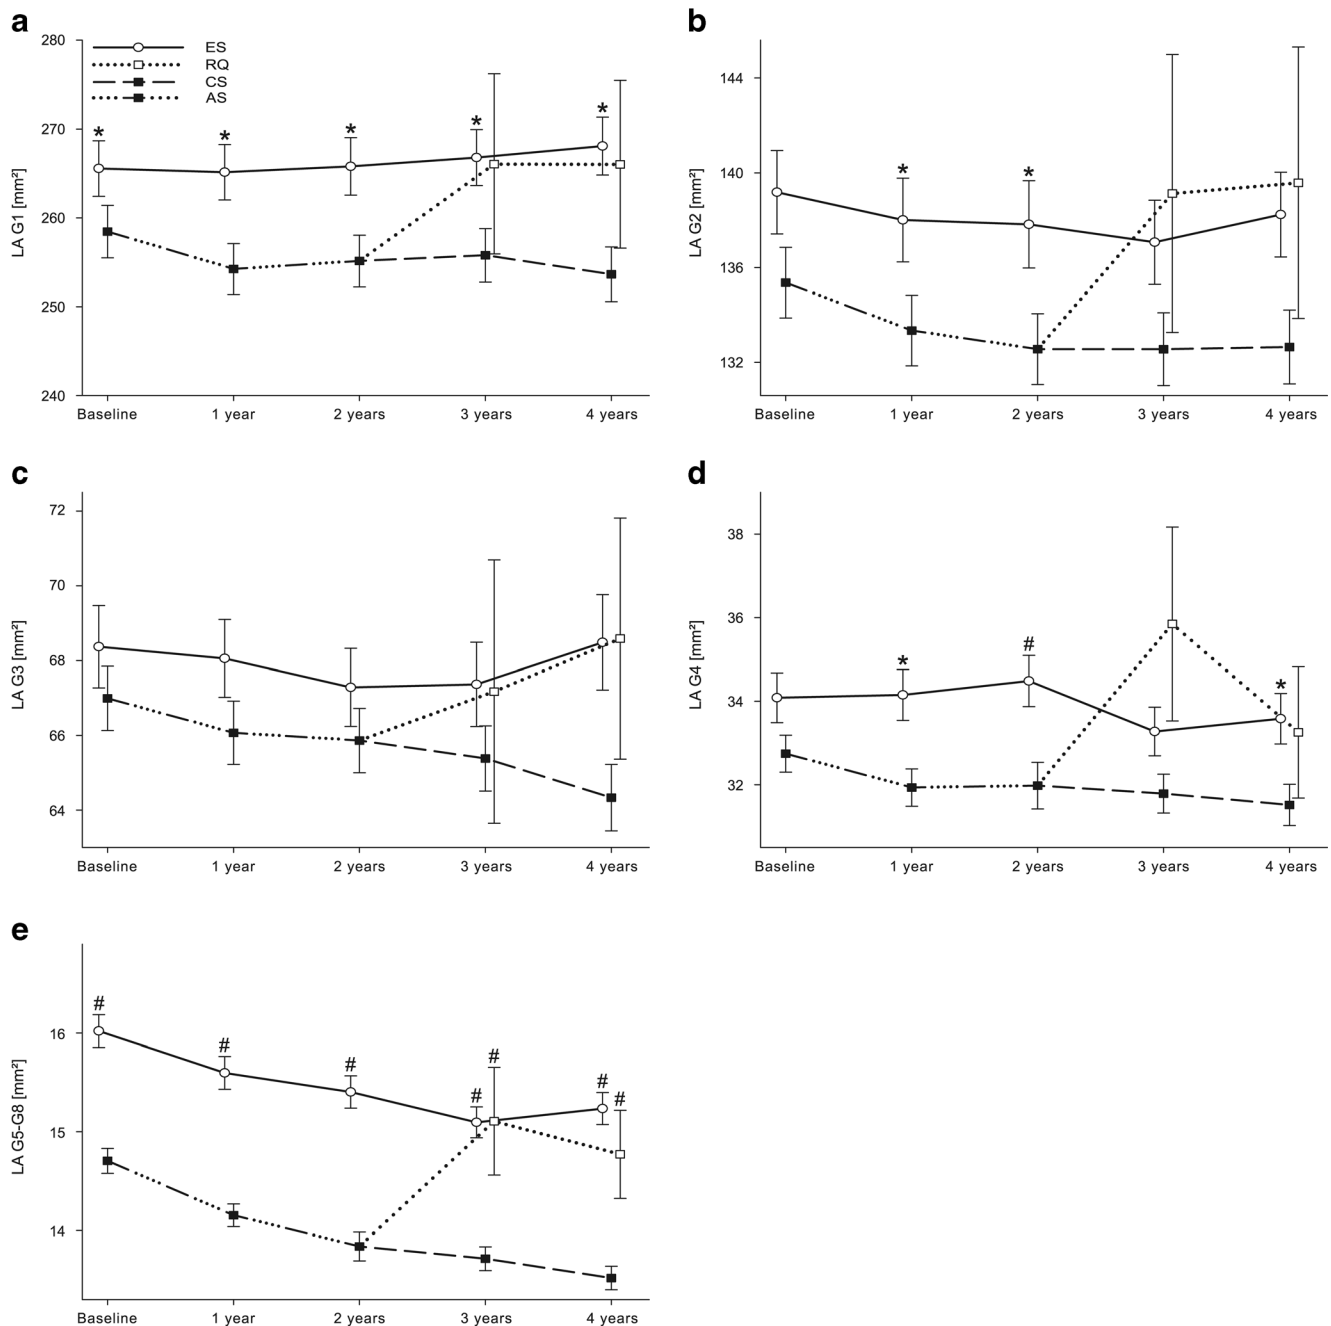 a
280
270
260
250
240
LA G1 [mm²]
ES
RQ
CS
AS
* * * * *
Baseline 1 year 2 years 3 years 4 years
b
144
140
136
132
LA G2 [mm²]
* *
Baseline 1 year 2 years 3 years 4 years
c
72
70
68
66
64
LA G3 [mm²]
Baseline 1 year 2 years 3 years 4 years
d
38
36
34
32
LA G4 [mm²]
* # *
Baseline 1 year 2 years 3 years 4 years
e
16
15
14
LA G5-G8 [mm²]
# # # # # # #
Baseline 1 year 2 years 3 years 4 years